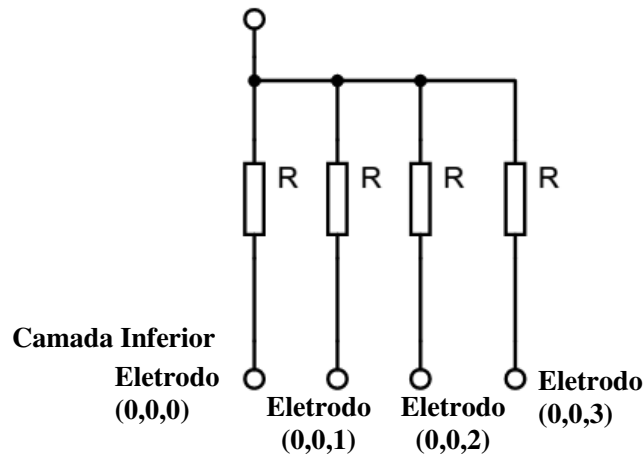 R
R
R
R
Camada Inferior
Eletrodo
(0,0,0)
Eletrodo
(0,0,1)
Eletrodo
(0,0,2)
Eletrodo
(0,0,3)